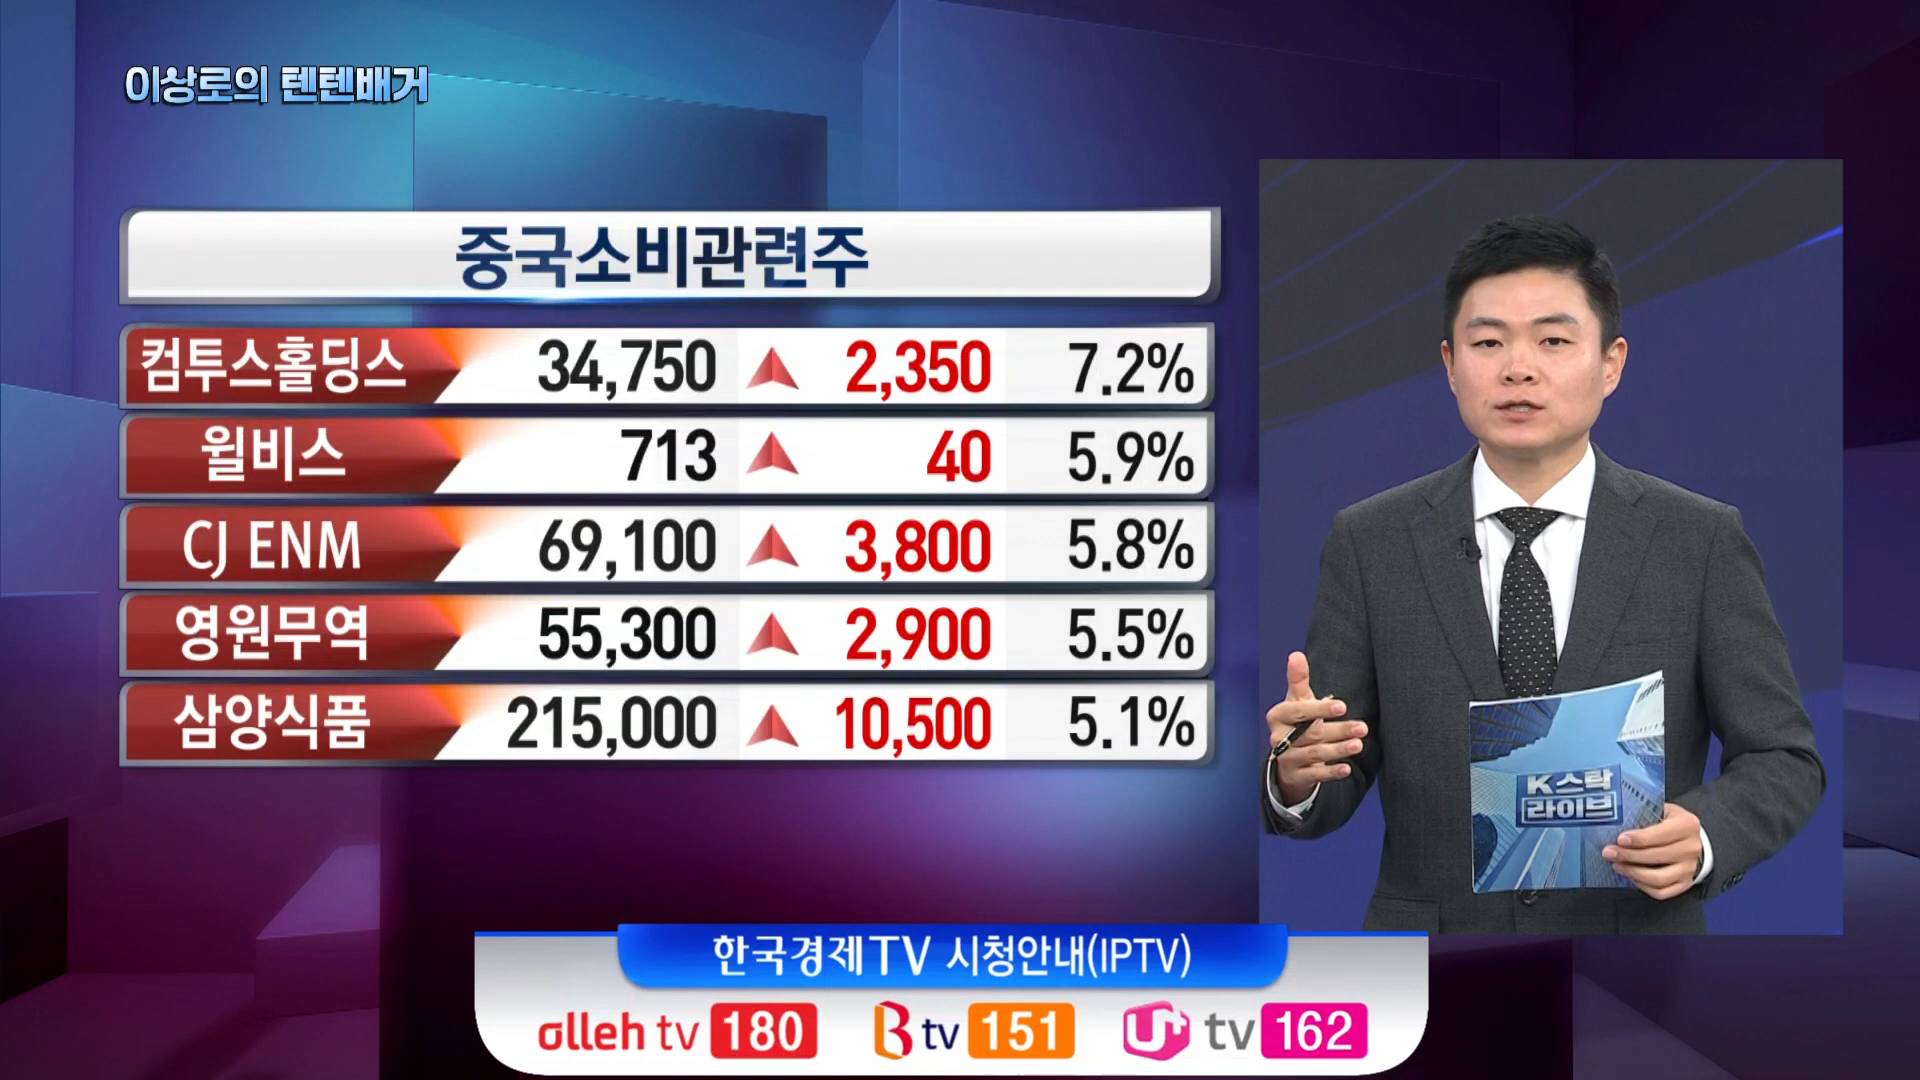 이상로의 텐텐배거
중국소비관련주
컴투스홀딩스 34,750 2,350 7.2%
윌비스 713 40 5.9%
CJ ENM 69,100 3,800 5.8%
영원무역 55,300 2,900 5.5%
삼양식품 215,000 10,500 5.1%
K스탁
라이브
한국경제TV 시청안내(IPTV)
olleh tv 180 B tv 151 U+ tv 162